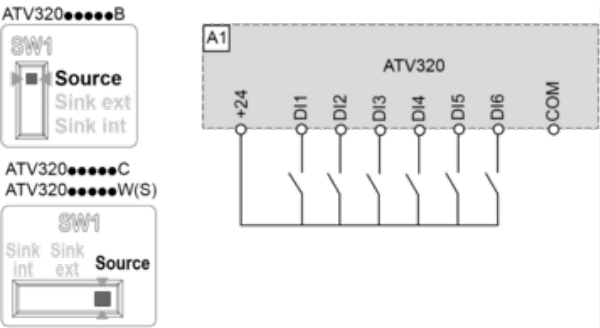 ATV320●●●●●B
SW1
Source
Sink ext
Sink int
ATV320●●●●●C
ATV320●●●●●W(S)
SW1
Sink int
Sink ext
Source
A1
ATV320
+24
DI1
DI2
DI3
DI4
DI5
DI6
COM